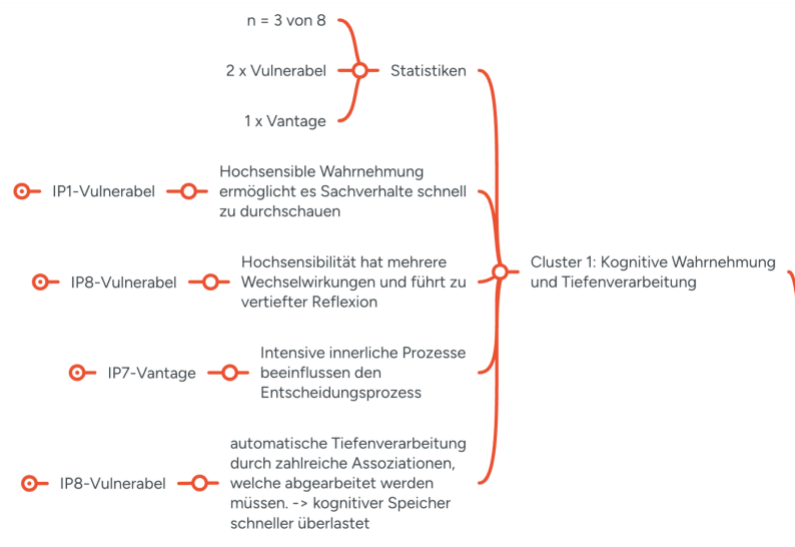 n = 3 von 8
2 x Vulnerabel
Statistiken
1 x Vantage
IP1-Vulnerabel
Hochsensible Wahrnehmung
ermöglicht es Sachverhalte schnell
zu durchschauen
Cluster 1: Kognitive Wahrnehmung
und Tiefenverarbeitung
IP8-Vulnerabel
Hochsensibilität hat mehrere
Wechselwirkungen und führt zu
vertiefter Reflexion
IP7-Vantage
Intensive innerliche Prozesse
beeinflussen den
Entscheidungsprozess
IP8-Vulnerabel
automatische Tiefenverarbeitung
durch zahlreiche Assoziationen,
welche abgearbeitet werden
müssen. -> kognitiver Speicher
schneller überlastet